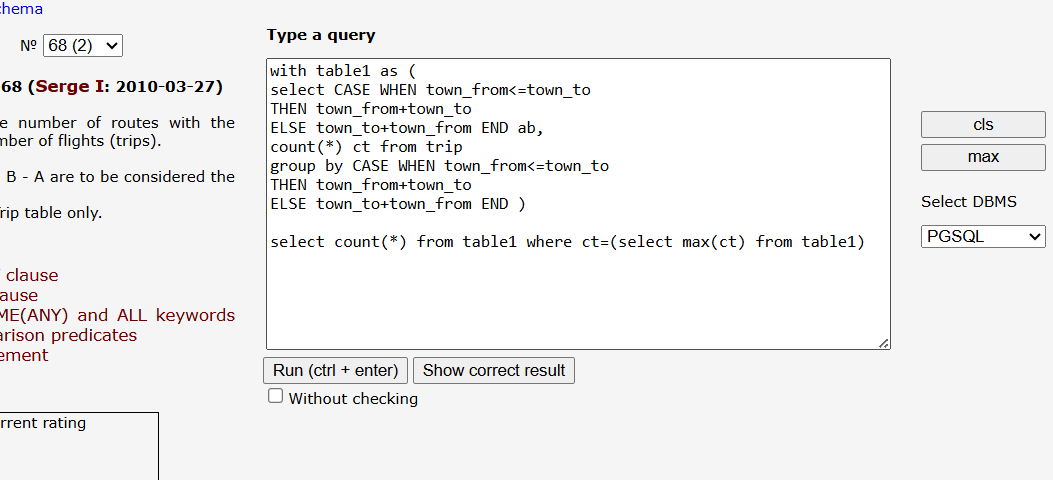 chema
Nº 68 (2)
68 (Serge I: 2010-03-27)
e number of routes with the
mber of flights (trips).
B - A are to be considered the
rip table only.
clause
ause
ME(ANY) and ALL keywords
arison predicates
ement
rrent rating
Type a query
with table1 as (
select CASE WHEN town_from<=town_to
THEN town_from+town_to
ELSE town_to+town_from END ab,
count(*) ct from trip
group by CASE WHEN town_from<=town_to
THEN town_from+town_to
ELSE town_to+town_from END )
select count(*) from table1 where ct=(select max(ct) from table1)
Run (ctrl + enter)
Show correct result
Without checking
cls
max
Select DBMS
PGSQL